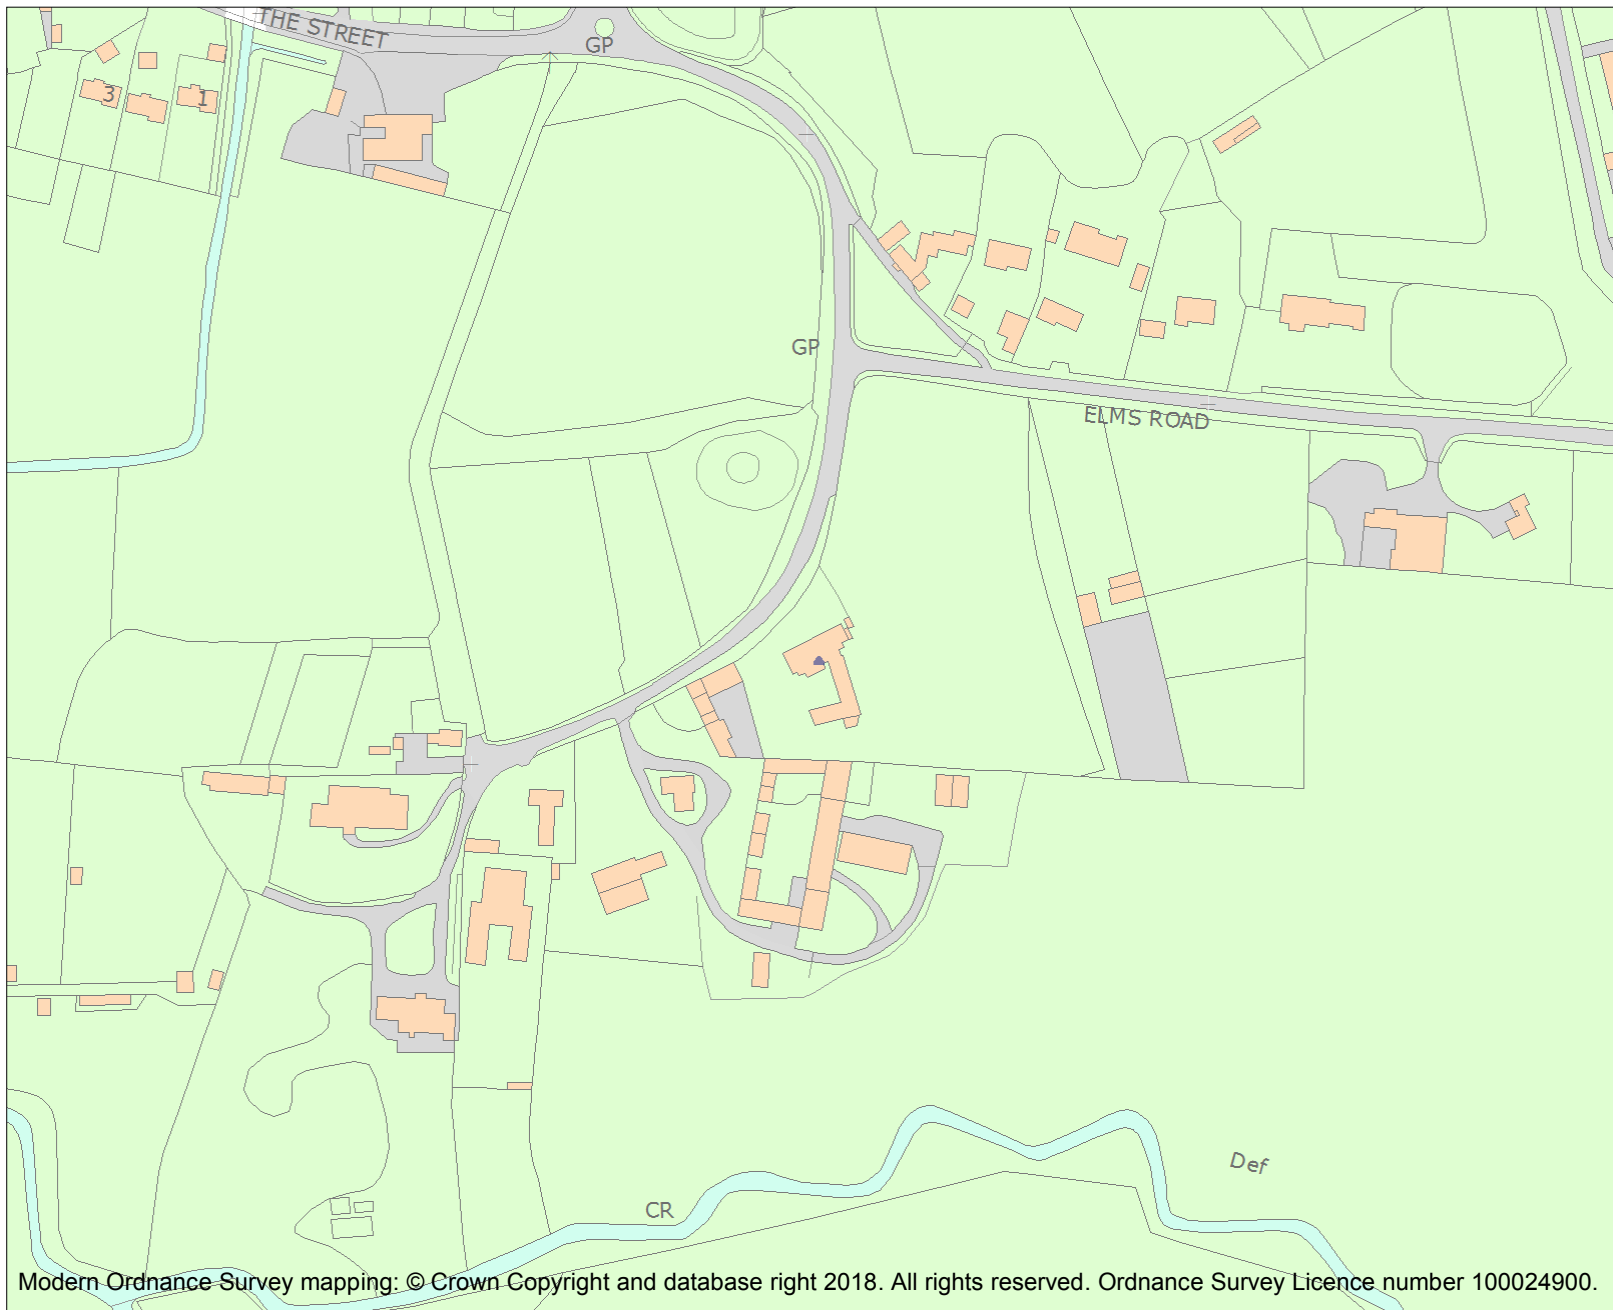 THE STREET
GP
3
1
GP
ELMS ROAD
Def
CR
Modern Ordnance Survey mapping: © Crown Copyright and database right 2018. All rights reserved. Ordnance Survey Licence number 100024900.